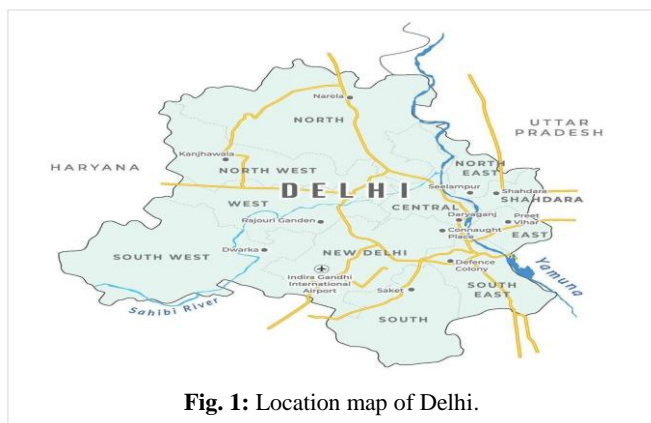 Narela
NORTH
UTTAR
PRADESH
HARYANA
Kanjhawala
NORTH WEST
NORTH
EAST
DELHI
Seelampur
Shahdara
SHAHDARA
WEST
CENTRAL
Rajouri Ganden
Daryaganj
Preet
Vihar
Connaught
Place
EAST
SOUTH WEST
Dwarka
NEW DELHI
Defence
Colony
Indira Gandhi
International
Airport
Yamuna
Saket
SOUTH
EAST
Sahibi River
SOUTH
Fig. 1: Location map of Delhi.